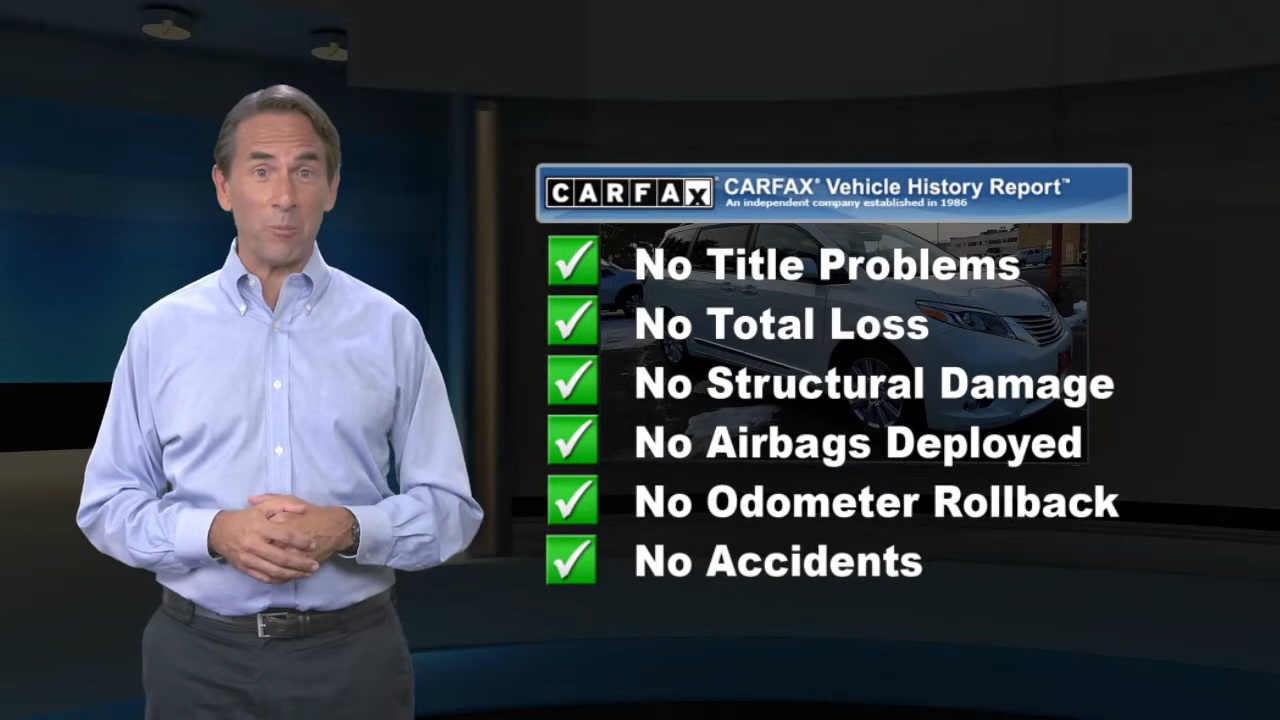 CARFAX® CARFAX® Vehicle History Report™
An independent company established in 1986
No Title Problems
No Total Loss
No Structural Damage
No Airbags Deployed
No Odometer Rollback
No Accidents